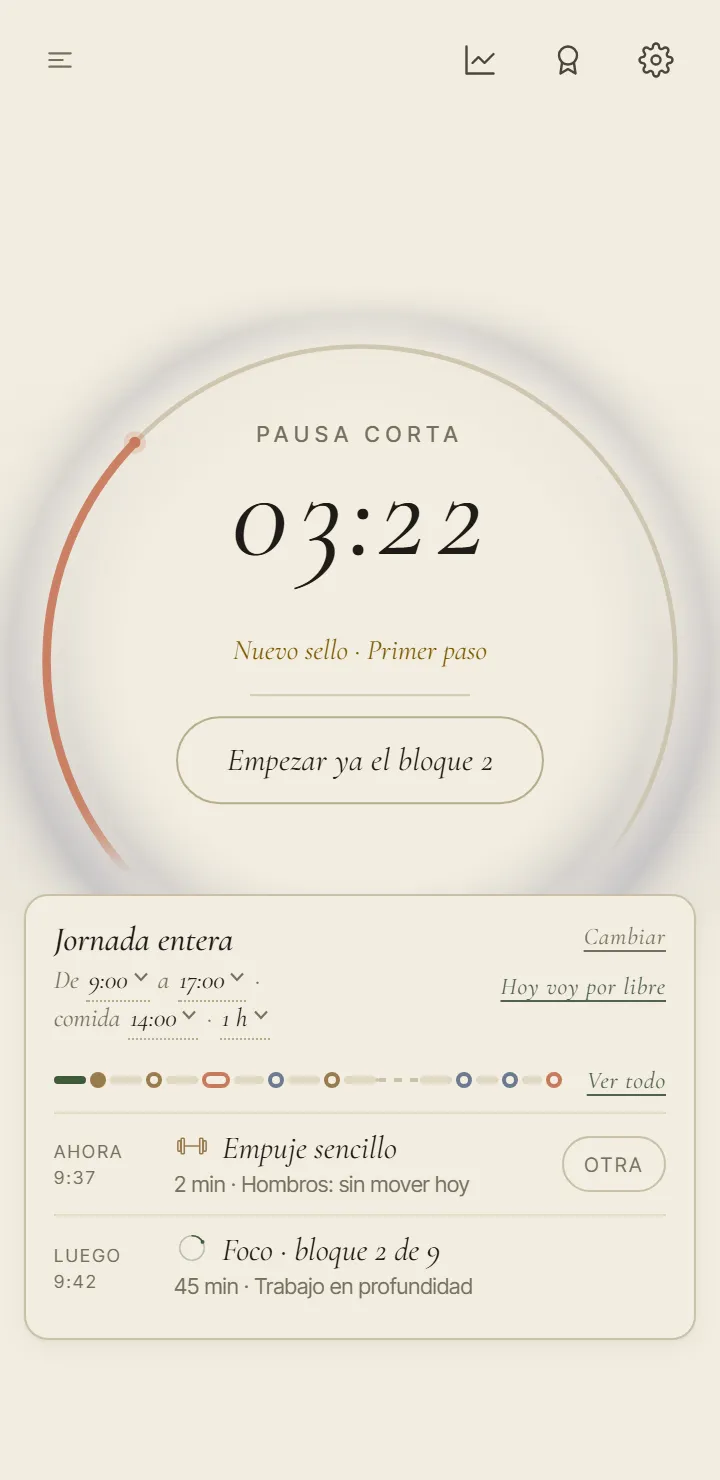 PAUSA CORTA
03:22
Nuevo sello · Primer paso
Empezar ya el bloque 2
Jornada entera
Cambiar
De 9:00 a 17:00 ·
Hoy voy por libre
comida 14:00 · 1 h
Ver todo
AHORA
9:37
Empuje sencillo
2 min · Hombros: sin mover hoy
OTRA
LUEGO
9:42
Foco · bloque 2 de 9
45 min · Trabajo en profundidad